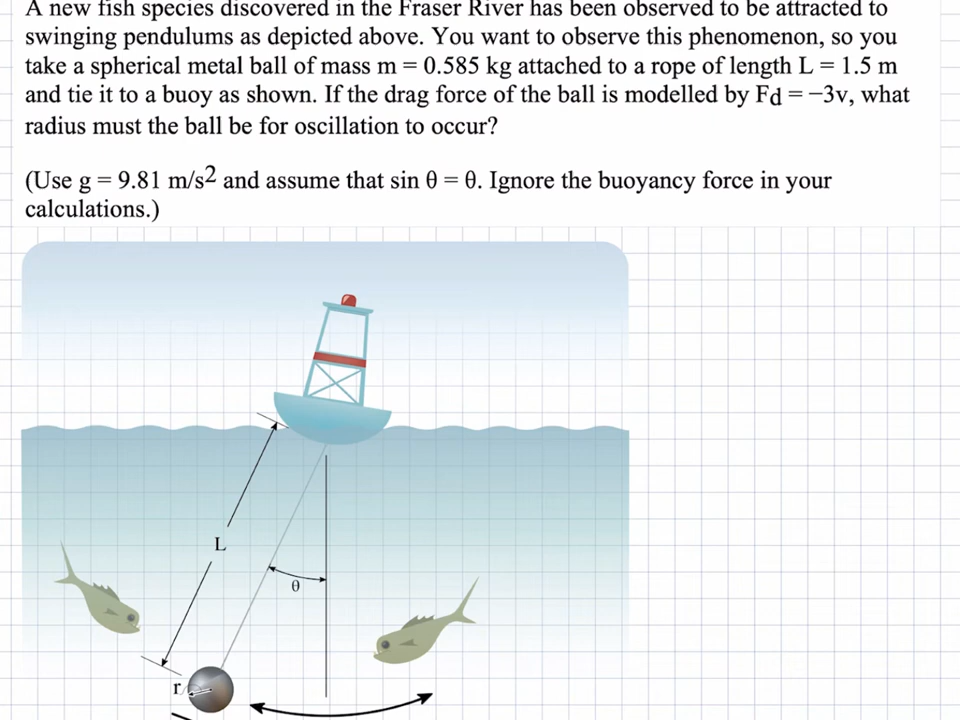 A new fish species discovered in the Fraser River has been observed to be attracted to
swinging pendulums as depicted above. You want to observe this phenomenon, so you
take a spherical metal ball of mass m = 0.585 kg attached to a rope of length L = 1.5 m
and tie it to a buoy as shown. If the drag force of the ball is modelled by Fd = −3v, what
radius must the ball be for oscillation to occur?
(Use g = 9.81 m/s2 and assume that sin θ = θ. Ignore the buoyancy force in your
calculations.)
L
θ
r